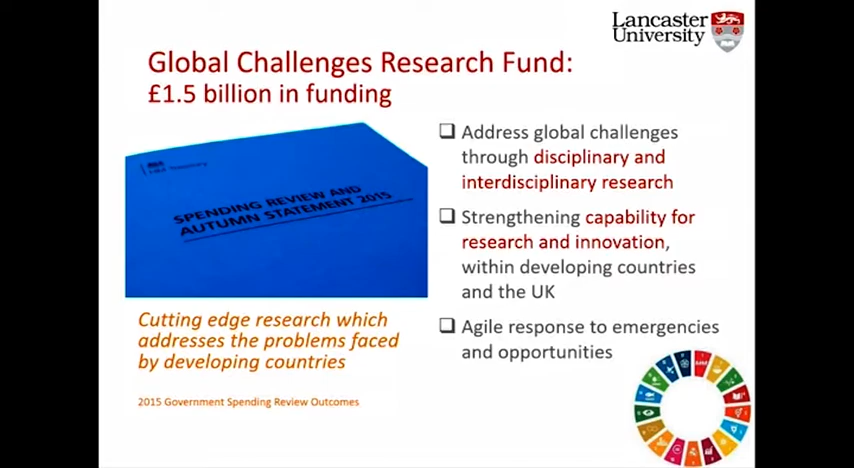 Lancaster
University
Global Challenges Research Fund:
£1.5 billion in funding
SPENDING REVIEW AND
AUTUMN STATEMENT 2015
Cutting edge research which
addresses the problems faced
by developing countries
2015 Government Spending Review Outcomes
❑ Address global challenges
through disciplinary and
interdisciplinary research
❑ Strengthening capability for
research and innovation,
within developing countries
and the UK
❑ Agile response to emergencies
and opportunities